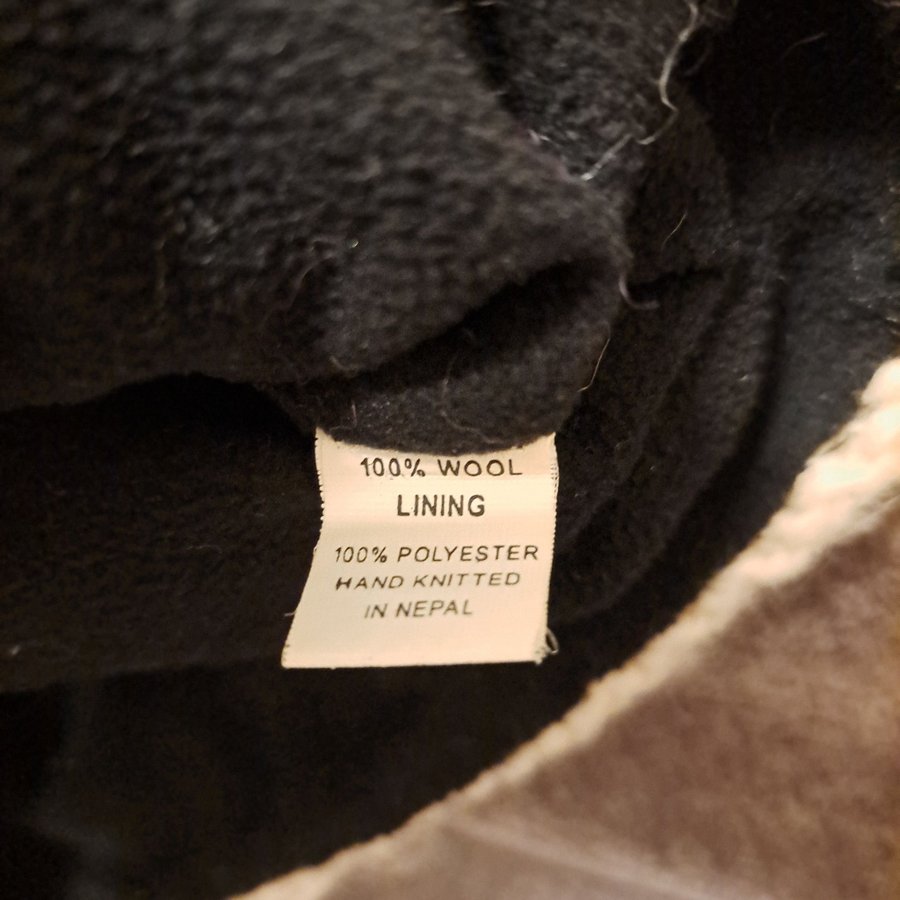 100% WOOL
LINING
100% POLYESTER
HAND KNITTED
IN NEPAL